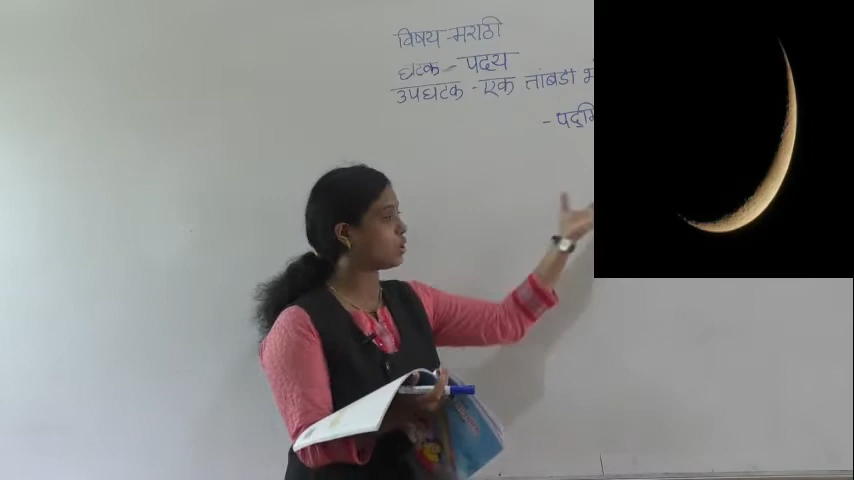 विषय-मराठी
घटक - पदय
उपघटक - एक तांबडा
- पद्मि